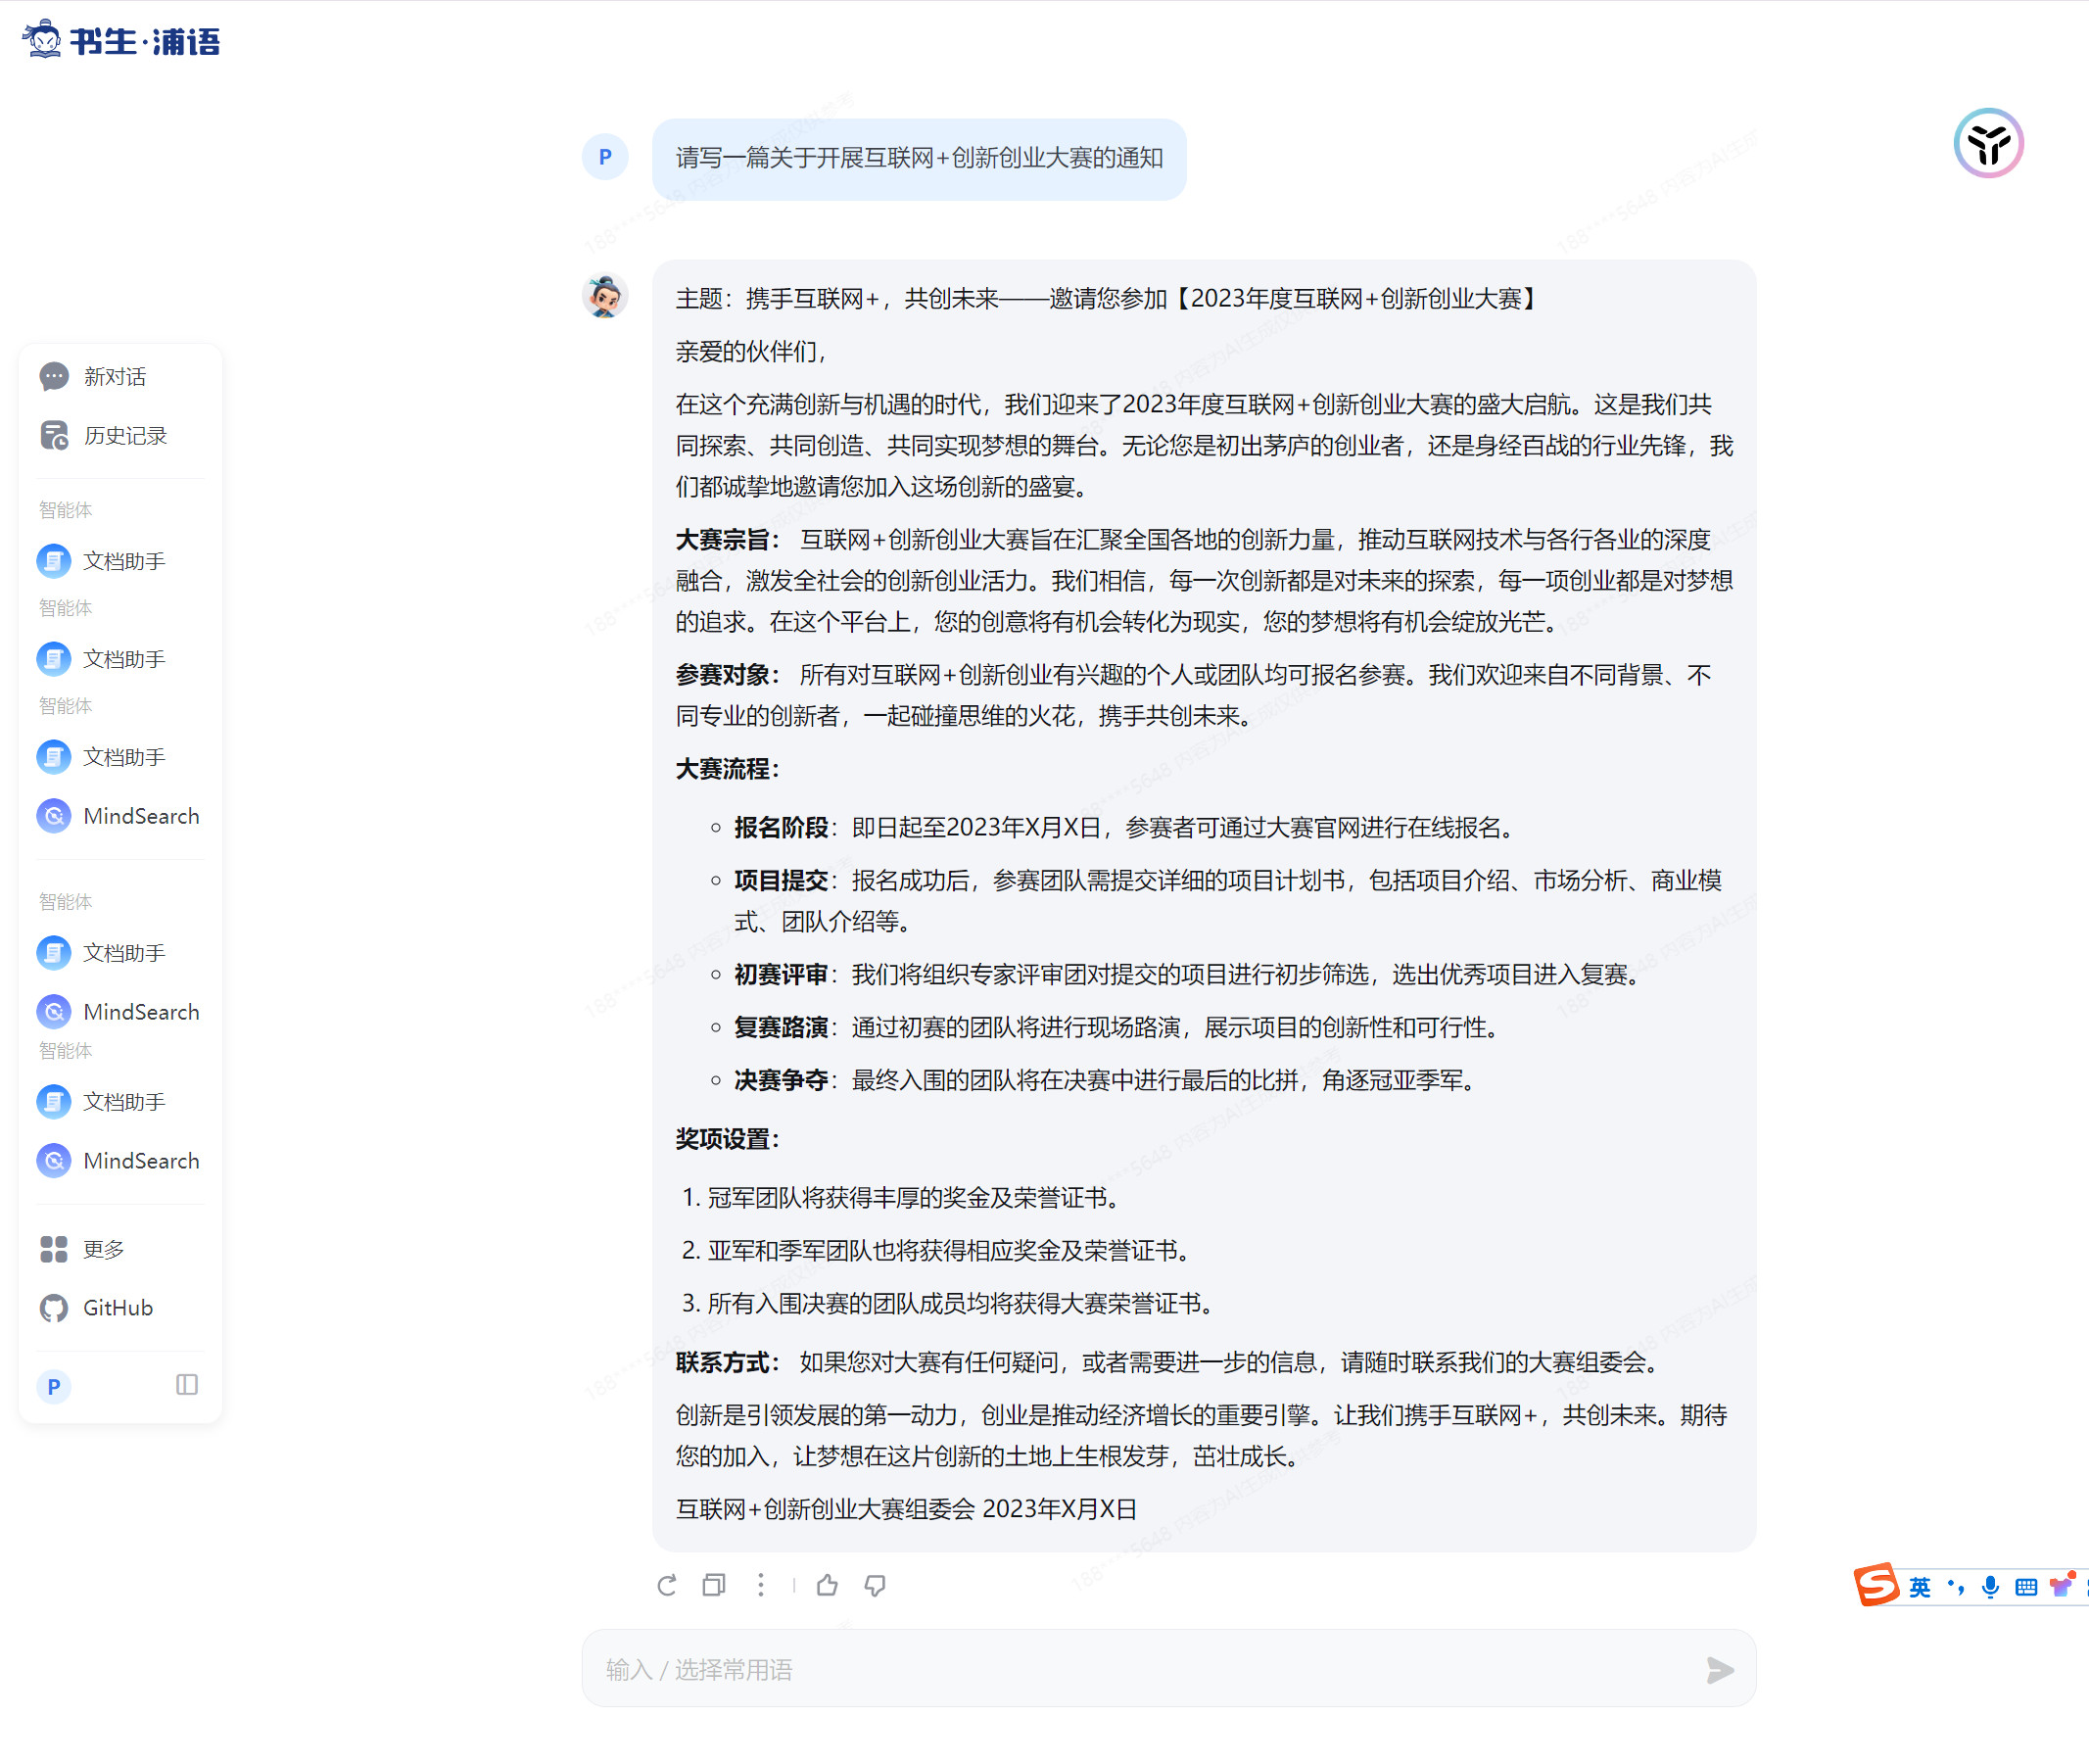 书生·浦语
P
请写一篇关于开展互联网+创新创业大赛的通知
主题：携手互联网+，共创未来——邀请您参加【2023年度互联网+创新创业大赛】
亲爱的伙伴们，
在这个充满创新与机遇的时代，我们迎来了2023年度互联网+创新创业大赛的盛大启航。这是我们共
同探索、共同创造、共同实现梦想的舞台。无论您是初出茅庐的创业者，还是身经百战的行业先锋，我
们都诚挚地邀请您加入这场创新的盛宴。
大赛宗旨： 互联网+创新创业大赛旨在汇聚全国各地的创新力量，推动互联网技术与各行各业的深度
融合，激发全社会的创新创业活力。我们相信，每一次创新都是对未来的探索，每一项创业都是对梦想
的追求。在这个平台上，您的创意将有机会转化为现实，您的梦想将有机会绽放光芒。
参赛对象： 所有对互联网+创新创业有兴趣的个人或团队均可报名参赛。我们欢迎来自不同背景、不
同专业的创新者，一起碰撞思维的火花，携手共创未来。
大赛流程：
报名阶段：即日起至2023年X月X日，参赛者可通过大赛官网进行在线报名。
项目提交：报名成功后，参赛团队需提交详细的项目计划书，包括项目介绍、市场分析、商业模
式、团队介绍等。
初赛评审：我们将组织专家评审团对提交的项目进行初步筛选，选出优秀项目进入复赛。
复赛路演：通过初赛的团队将进行现场路演，展示项目的创新性和可行性。
决赛争夺：最终入围的团队将在决赛中进行最后的比拼，角逐冠亚季军。
奖项设置：
1. 冠军团队将获得丰厚的奖金及荣誉证书。
2. 亚军和季军团队也将获得相应奖金及荣誉证书。
3. 所有入围决赛的团队成员均将获得大赛荣誉证书。
联系方式： 如果您对大赛有任何疑问，或者需要进一步的信息，请随时联系我们的大赛组委会。
创新是引领发展的第一动力，创业是推动经济增长的重要引擎。让我们携手互联网+，共创未来。期待
您的加入，让梦想在这片创新的土地上生根发芽，茁壮成长。
互联网+创新创业大赛组委会 2023年X月X日
输入 / 选择常用语
新对话
历史记录
智能体
文档助手
智能体
文档助手
智能体
文档助手
MindSearch
智能体
文档助手
MindSearch
智能体
文档助手
MindSearch
更多
GitHub
P
S
英
188****5648 内容为AI生成仅供参考